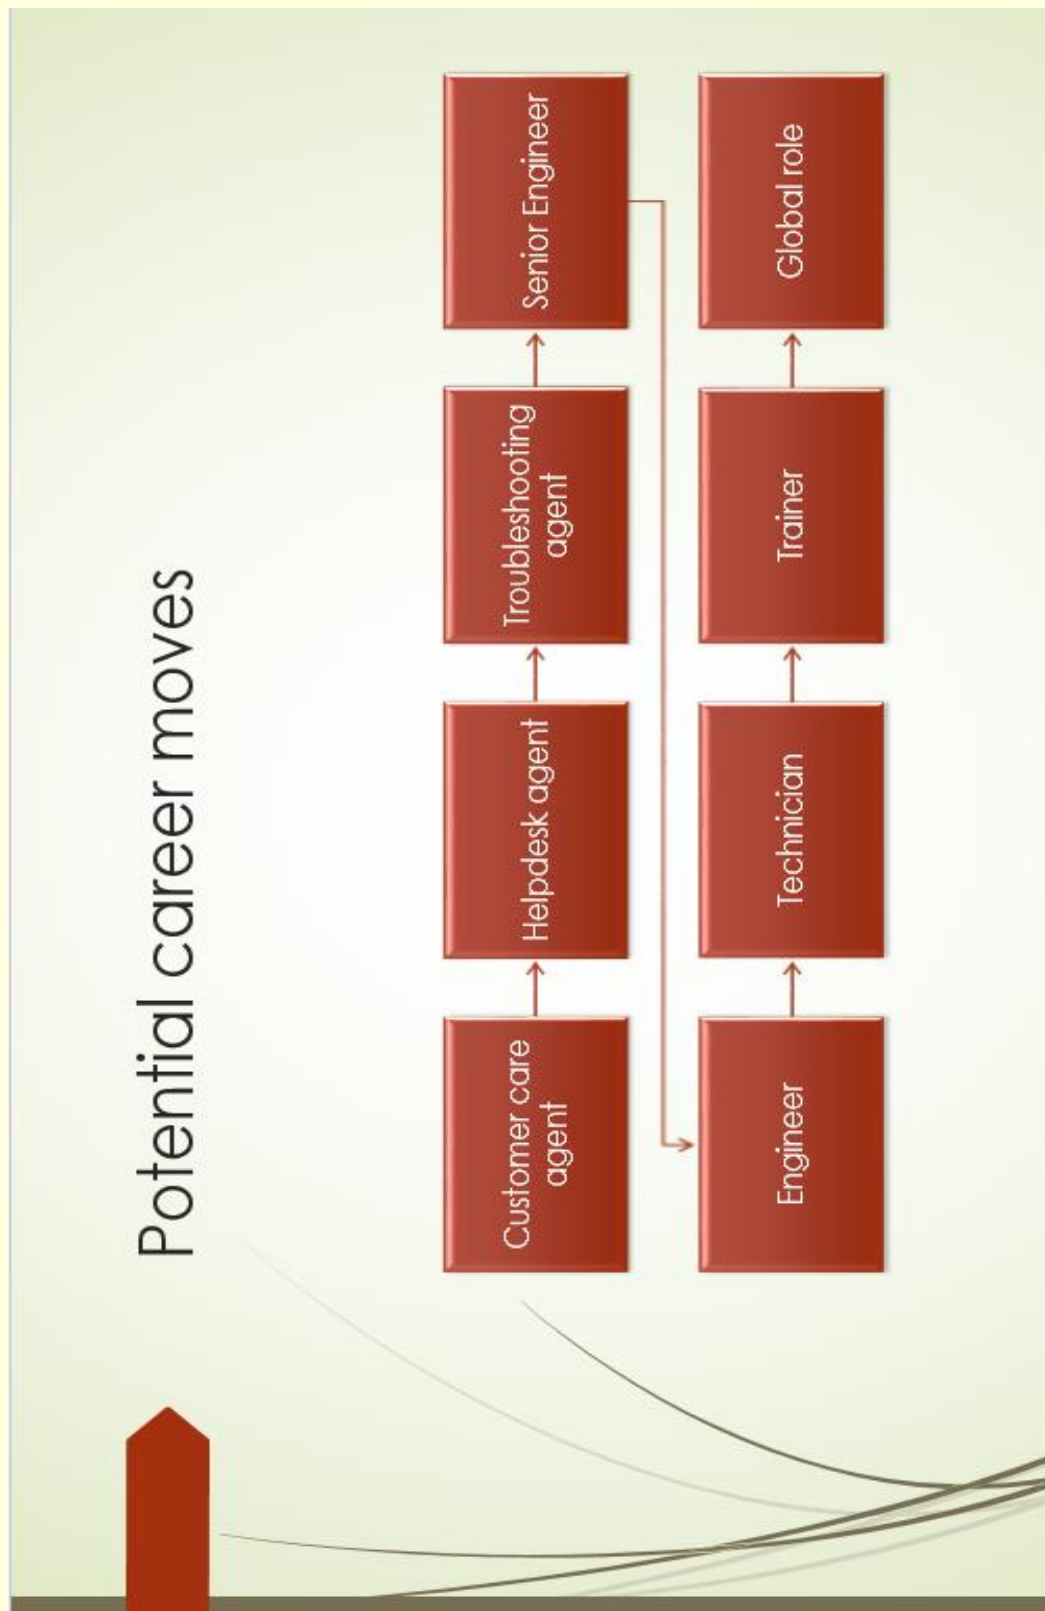 Potential career moves
Customer care
agent
Helpdesk agent
Troubleshooting
agent
Senior Engineer
Engineer
Technician
Trainer
Global role